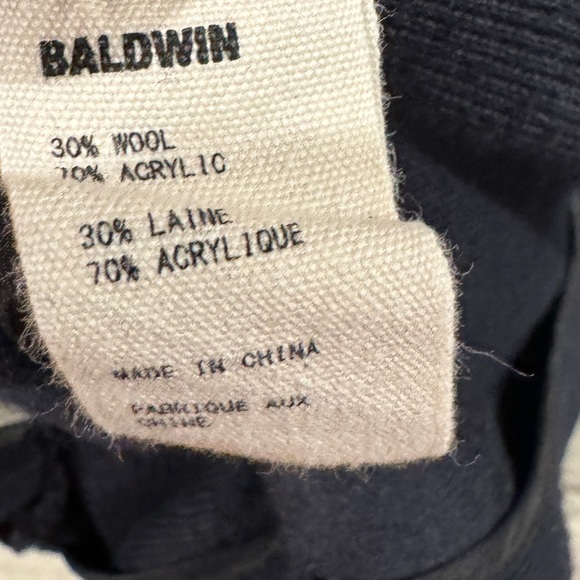 BALDWIN
30% WOOL
70% ACRYLIC
30% LAINE
70% ACRYLIQUE
MADE IN CHINA
FABRIQUE AUX
CHINE